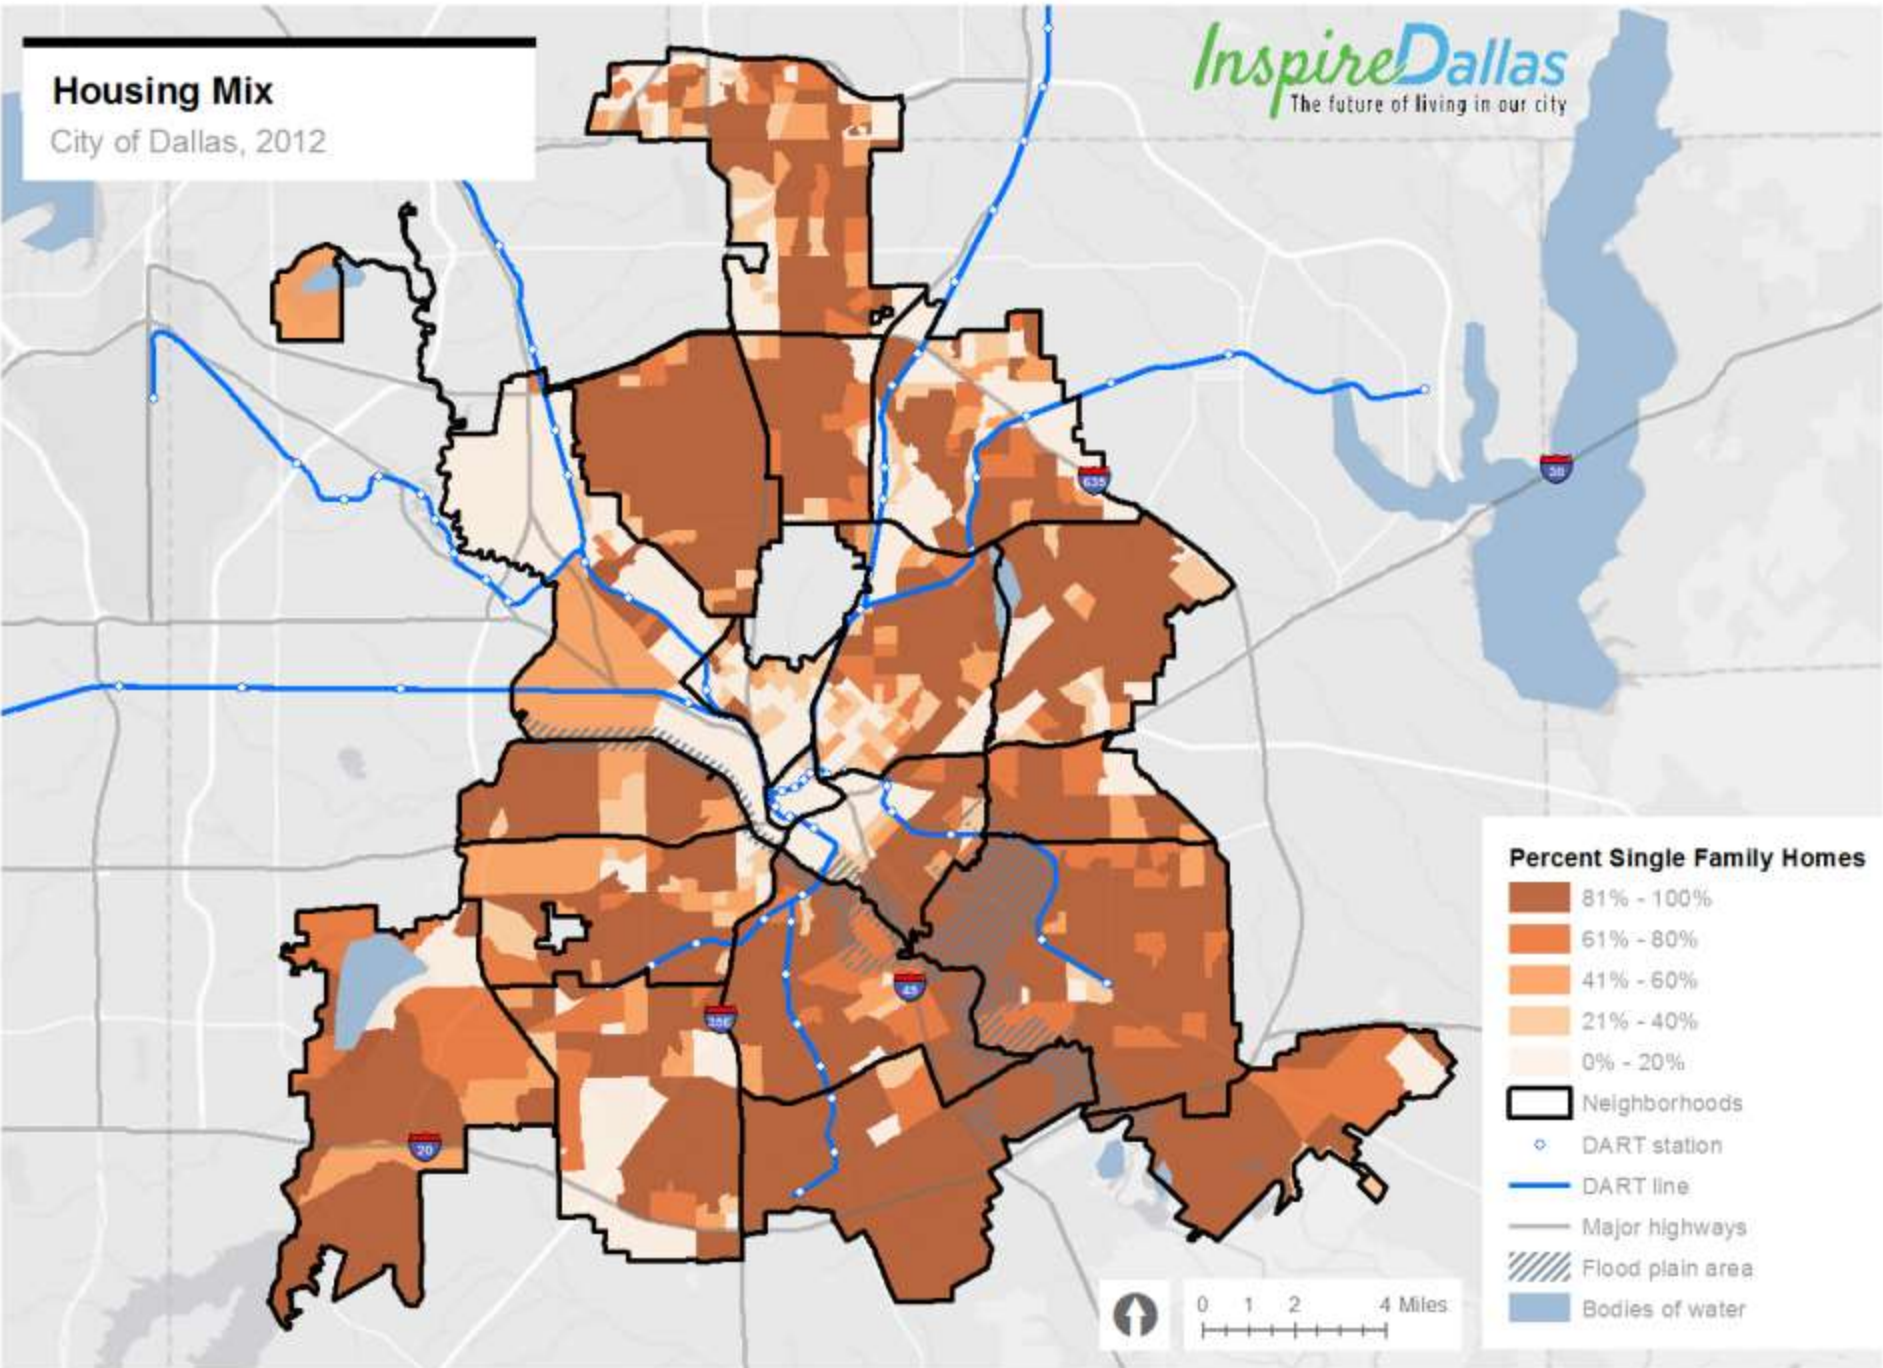 Housing Mix
City of Dallas, 2012
InspireDallas
The future of living in our city
635
30
45
20
Percent Single Family Homes
81% - 100%
61% - 80%
41% - 60%
21% - 40%
0% - 20%
Neighborhoods
DART station
DART line
Major highways
Flood plain area
Bodies of water
0 1 2 4 Miles